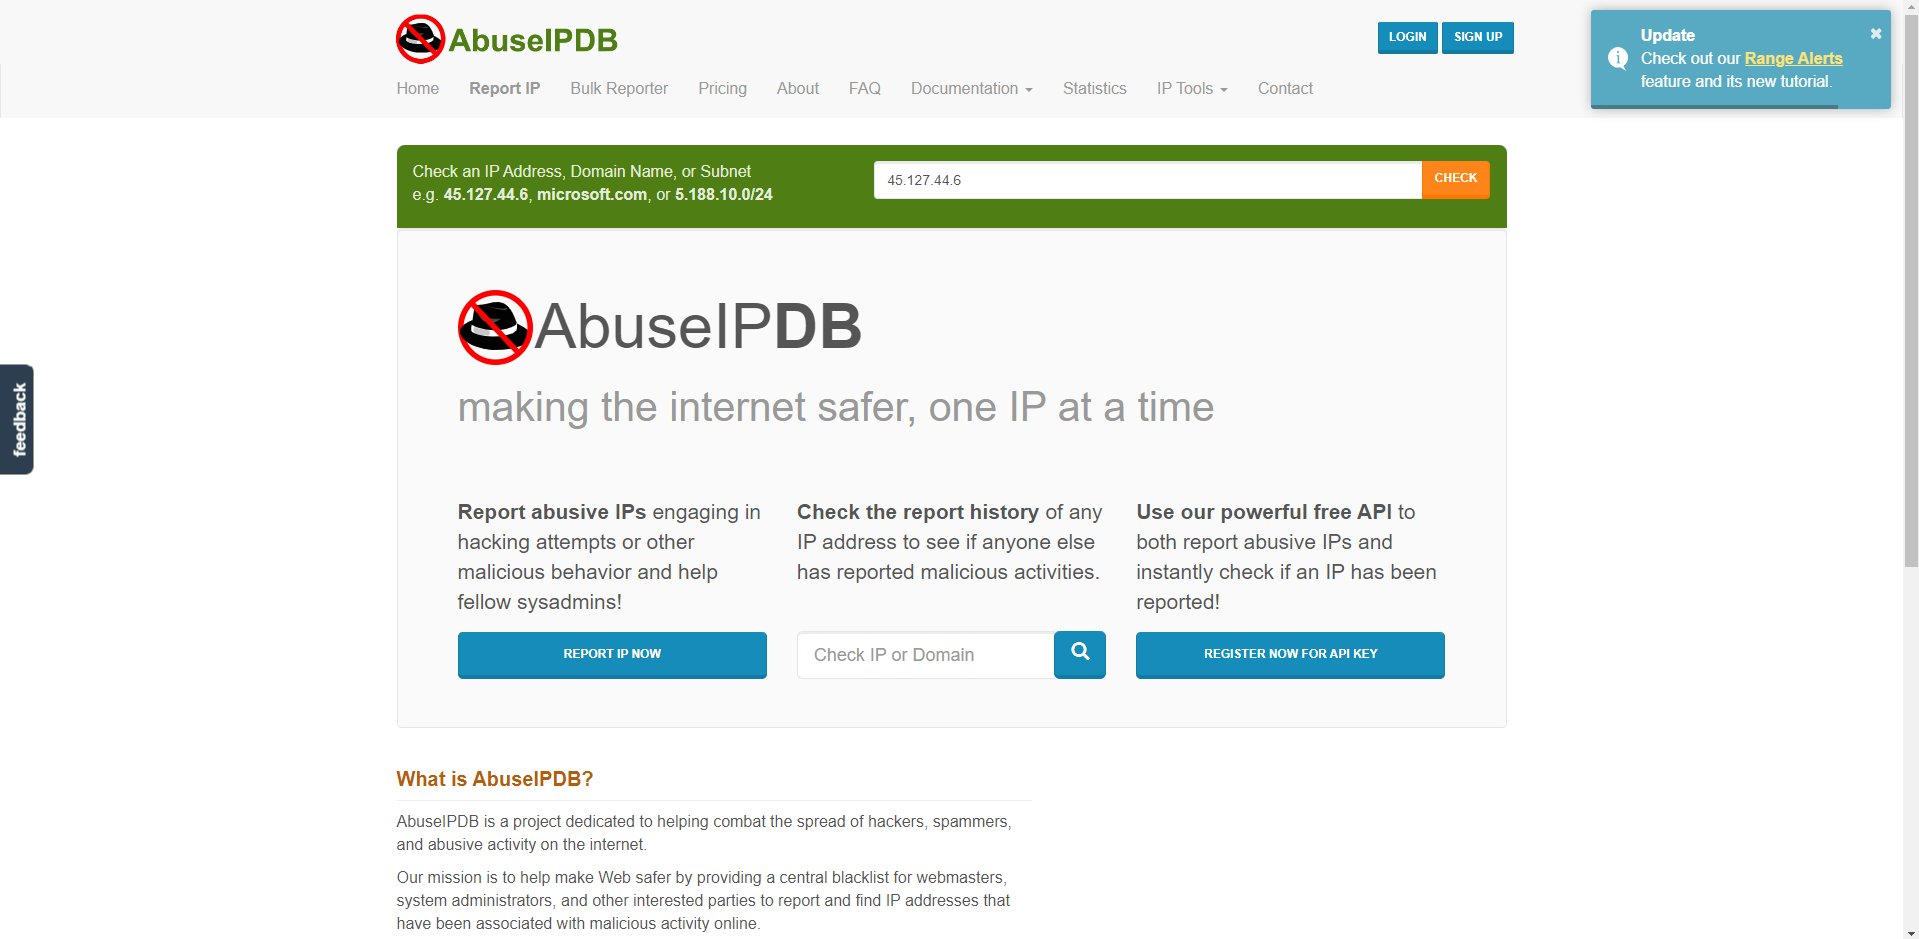 AbuseIPDB
LOGIN
SIGN UP
Update
Check out our Range Alerts
feature and its new tutorial.
Home
Report IP
Bulk Reporter
Pricing
About
FAQ
Documentation
Statistics
IP Tools
Contact
Check an IP Address, Domain Name, or Subnet
e.g. 45.127.44.6, microsoft.com, or 5.188.10.0/24
45.127.44.6
CHECK
AbuseIPDB
making the internet safer, one IP at a time
feedback
Report abusive IPs engaging in
hacking attempts or other
malicious behavior and help
fellow sysadmins!
REPORT IP NOW
Check the report history of any
IP address to see if anyone else
has reported malicious activities.
Check IP or Domain
Use our powerful free API to
both report abusive IPs and
instantly check if an IP has been
reported!
REGISTER NOW FOR API KEY
What is AbuseIPDB?
AbuseIPDB is a project dedicated to helping combat the spread of hackers, spammers,
and abusive activity on the internet.
Our mission is to help make Web safer by providing a central blacklist for webmasters,
system administrators, and other interested parties to report and find IP addresses that
have been associated with malicious activity online.